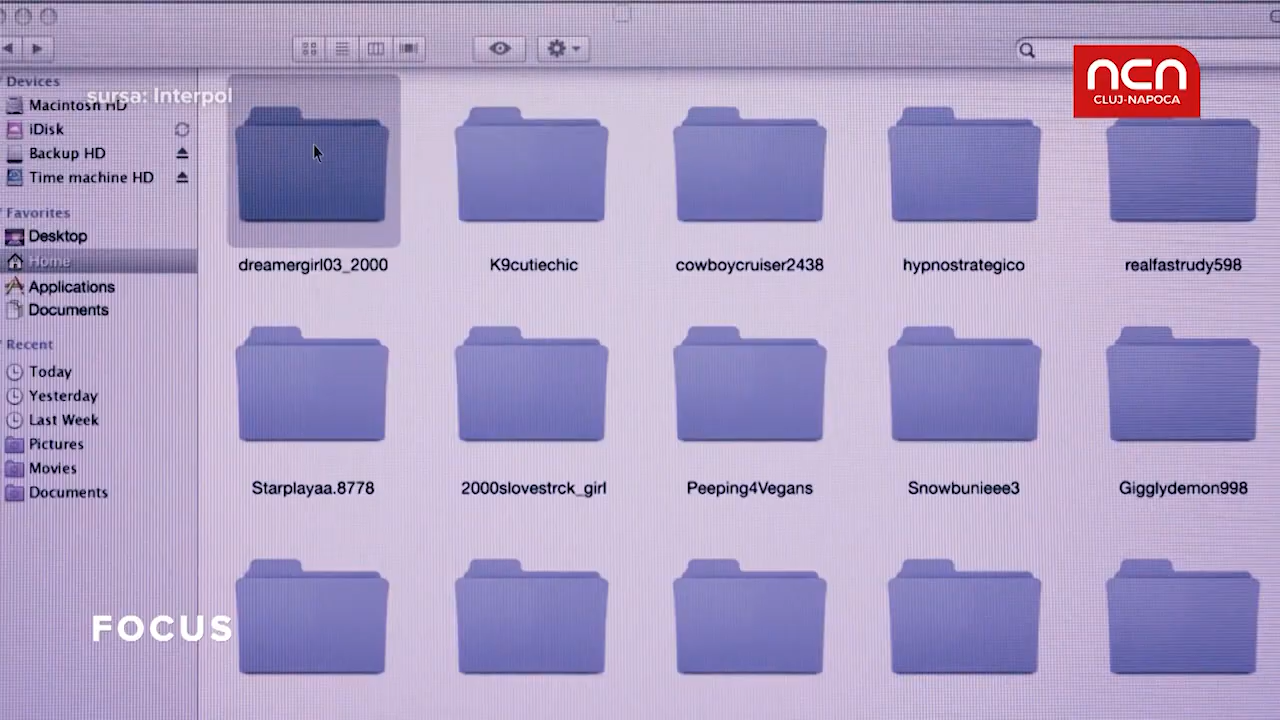 Devices
sursa: Interpol
Macintosh HD
iDisk
Backup HD
Time machine HD
Favorites
Desktop
Home
Applications
Documents
Recent
Today
Yesterday
Last Week
Pictures
Movies
Documents
dreamergirl03_2000
K9cutiechic
cowboycruiser2438
hypnostrategico
realfastrudy598
Starplayaa.8778
2000slovestrck_girl
Peeping4Vegans
Snowbunieee3
Gigglydemon998
FOCUS
ncn
CLUJ-NAPOCA